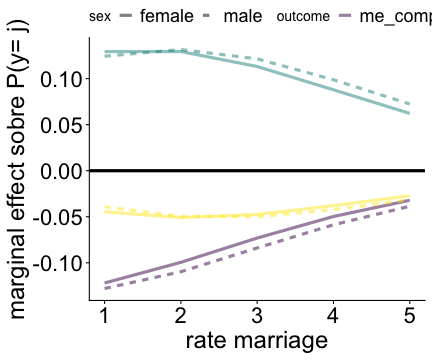 sex female male outcome me_comp
marginal effect sobre P(y= j)
0.10
0.05
0.00
-0.05
-0.10
1 2 3 4 5
rate marriage